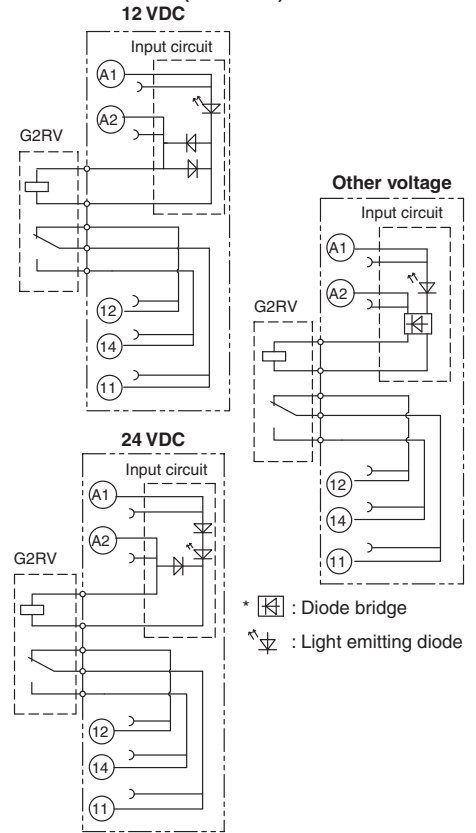 12 VDC
Input circuit
A1
A2
G2RV
12
14
11
Other voltage
Input circuit
A1
A2
G2RV
12
14
11
24 VDC
Input circuit
A1
A2
G2RV
12
14
11
* : Diode bridge
: Light emitting diode